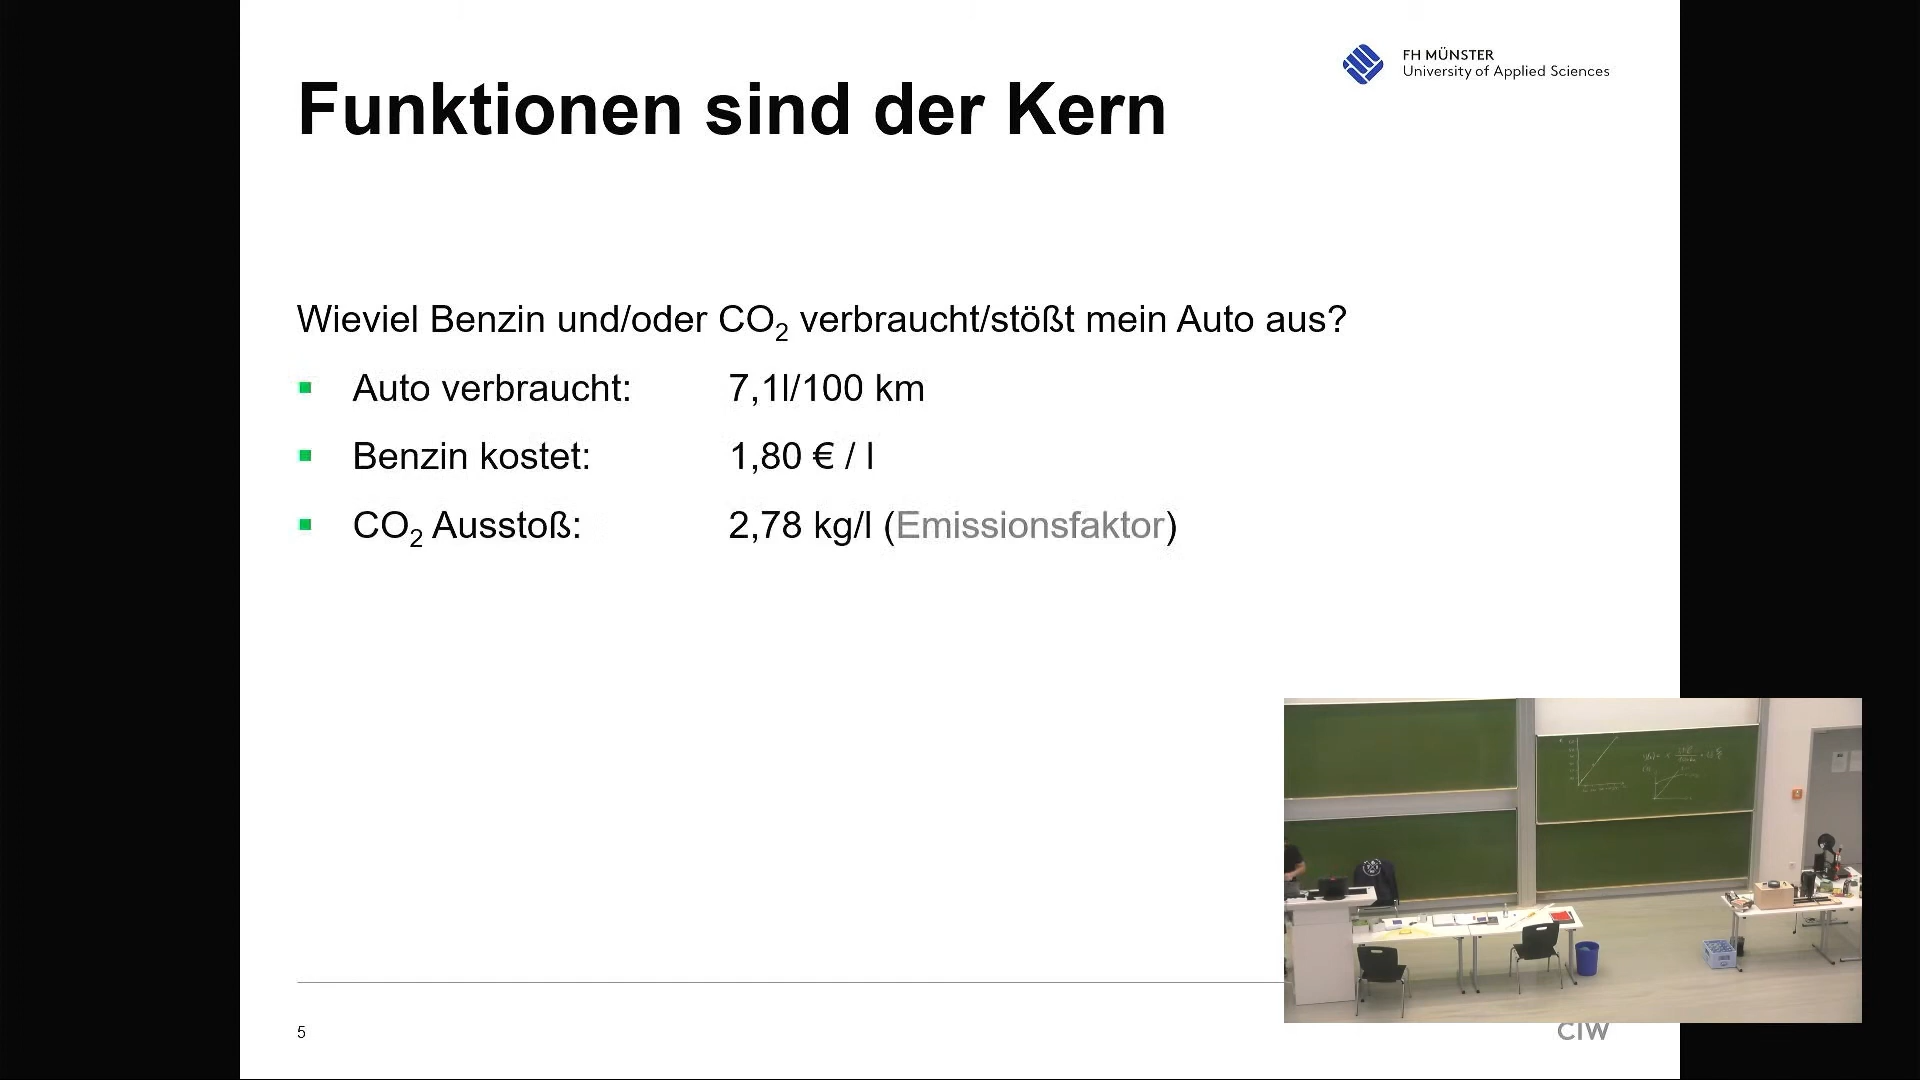 FH MÜNSTER
University of Applied Sciences
Funktionen sind der Kern
Wieviel Benzin und/oder CO₂ verbraucht/stößt mein Auto aus?
▪ Auto verbraucht: 7,1l/100 km
▪ Benzin kostet: 1,80 € / l
▪ CO₂ Ausstoß: 2,78 kg/l (Emissionsfaktor)
5
CIW